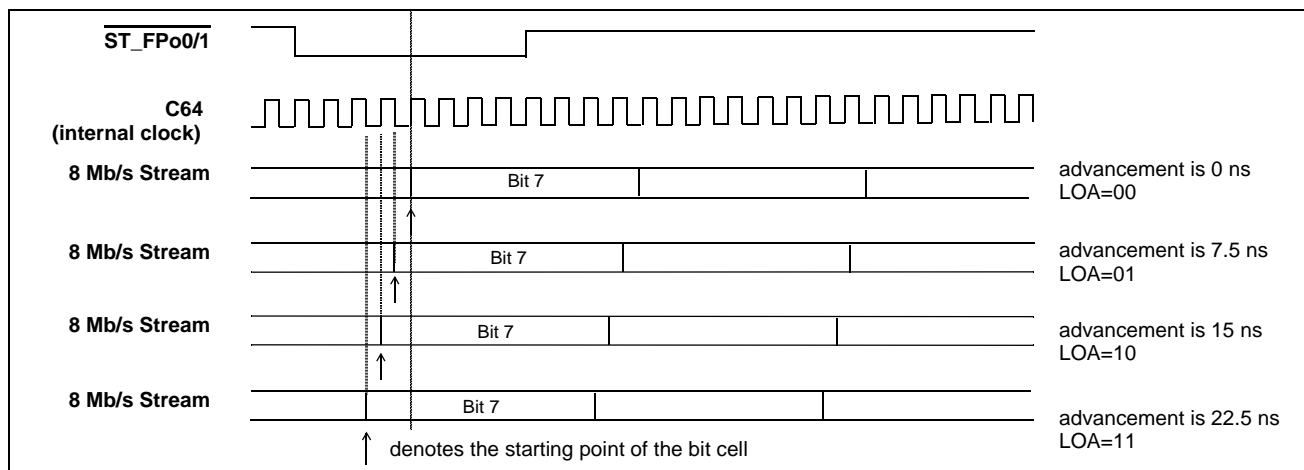 ST_FPo0/1
C64
(internal clock)
8 Mb/s Stream
Bit 7
advancement is 0 ns
LOA=00
8 Mb/s Stream
Bit 7
advancement is 7.5 ns
LOA=01
8 Mb/s Stream
Bit 7
advancement is 15 ns
LOA=10
8 Mb/s Stream
Bit 7
advancement is 22.5 ns
LOA=11
denotes the starting point of the bit cell